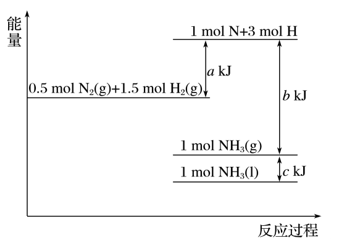 能量
1 mol N+3 mol H
a kJ
0.5 mol N₂(g)+1.5 mol H₂(g)
b kJ
1 mol NH₃(g)
1 mol NH₃(l)
c kJ
反应过程